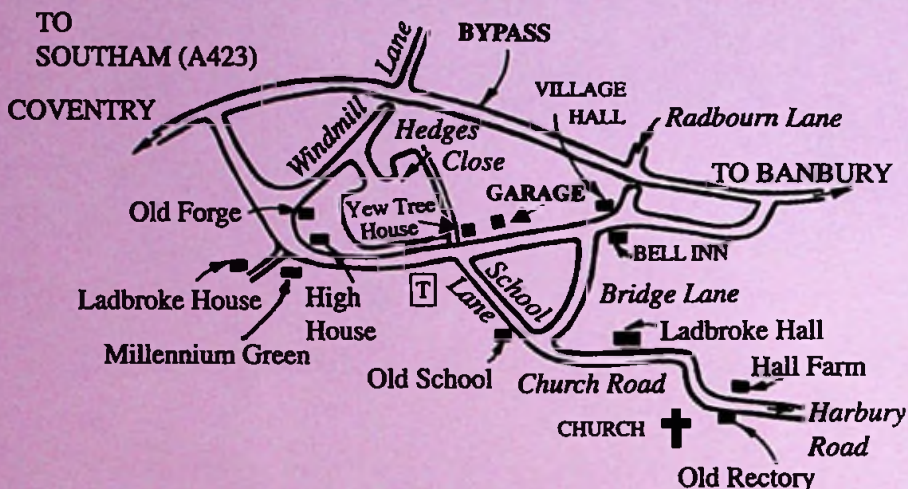 TO
SOUTHAM (A423)
COVENTRY
Windmill Lane
BYPASS
VILLAGE
HALL
Radbourn Lane
Hedges
Close
TO BANBURY
Old Forge
Yew Tree
House
GARAGE
BELL INN
Ladbroke House
High
House
T
School Lane
Bridge Lane
Millennium Green
Ladbroke Hall
Old School
Church Road
Hall Farm
Harbury
Road
CHURCH
Old Rectory